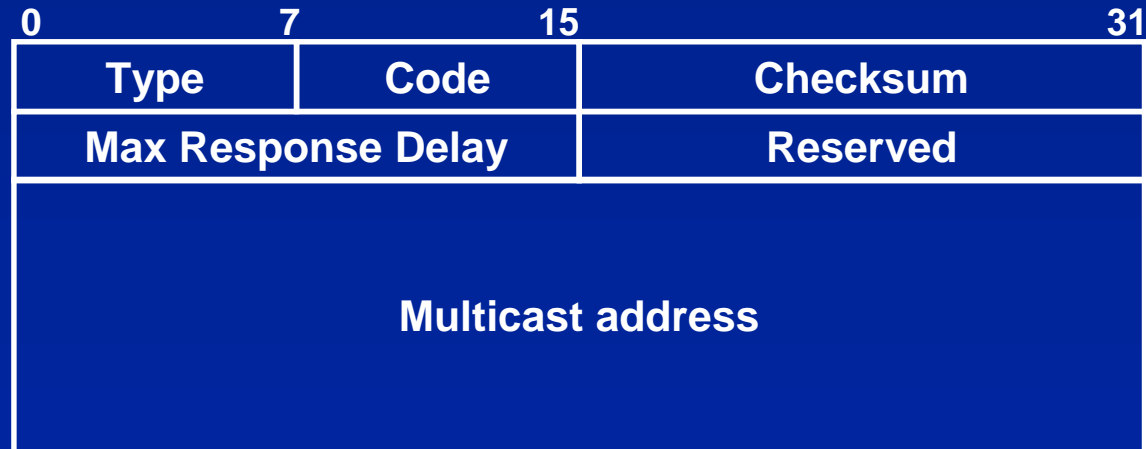 0 7 15 31
Type Code Checksum
Max Response Delay Reserved
Multicast address